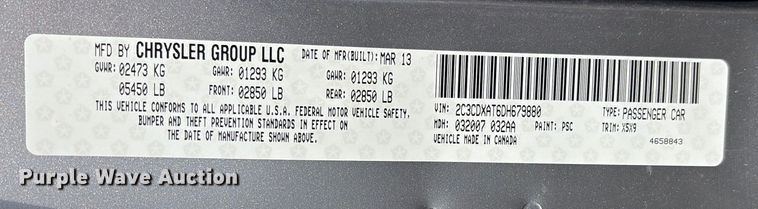 MFD BY CHRYSLER GROUP LLC DATE OF MFR(BUILT): MAR 13
GVWR: 02473 KG GAWR: 01293 KG GAWR: 01293 KG
05450 LB FRONT: 02850 LB REAR: 02850 LB
THIS VEHICLE CONFORMS TO ALL APPLICABLE U.S.A. FEDERAL MOTOR VEHICLE SAFETY,
BUMPER AND THEFT PREVENTION STANDARDS IN EFFECT ON
THE DATE OF MANUFACTURE SHOWN ABOVE.
VIN: 2C3CDXAT6DH679880 TYPE: PASSENGER CAR
MDH: 032007 032AA PAINT: PSC TRIM: X5X9
VEHICLE MADE IN CANADA 4658843
Purple Wave Auction